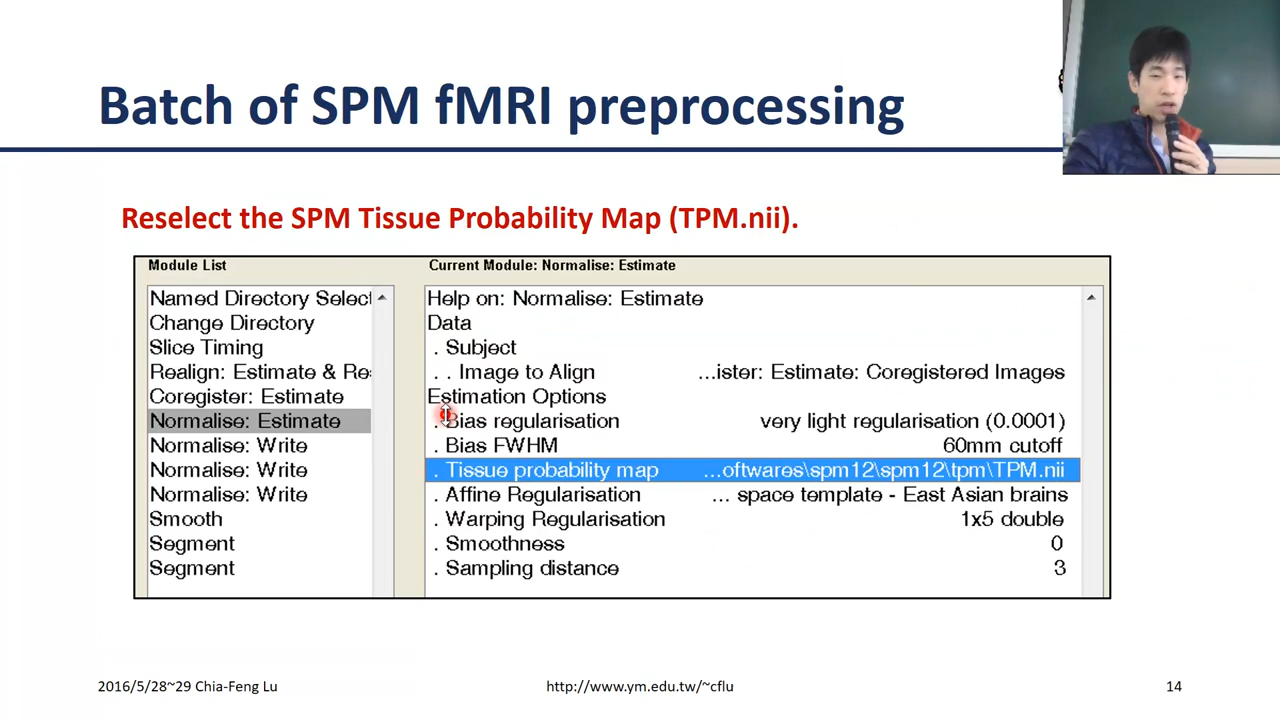 Batch of SPM fMRI preprocessing
Reselect the SPM Tissue Probability Map (TPM.nii).
Module List
Named Directory Select
Change Directory
Slice Timing
Realign: Estimate & Res
Coregister: Estimate
Normalise: Estimate
Normalise: Write
Normalise: Write
Normalise: Write
Smooth
Segment
Segment
Current Module: Normalise: Estimate
Help on: Normalise: Estimate
Data
. Subject
. . Image to Align ...ister: Estimate: Coregistered Images
Estimation Options
. Bias regularisation very light regularisation (0.0001)
. Bias FWHM 60mm cutoff
. Tissue probability map ...oftwares\spm12\spm12\tpm\TPM.nii
. Affine Regularisation ... space template - East Asian brains
. Warping Regularisation 1x5 double
. Smoothness 0
. Sampling distance 3
2016/5/28~29 Chia-Feng Lu
http://www.ym.edu.tw/~cflu
14